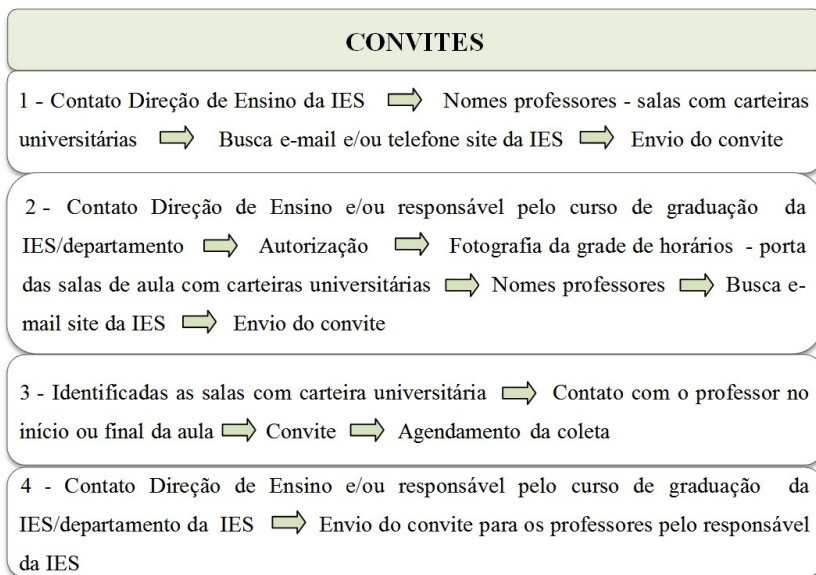 CONVITES
1 - Contato Direção de Ensino da IES Nomes professores - salas com carteiras
universitárias Busca e-mail e/ou telefone site da IES Envio do convite
2 - Contato Direção de Ensino e/ou responsável pelo curso de graduação da
IES/departamento Autorização Fotografia da grade de horários - porta
das salas de aula com carteiras universitárias Nomes professores Busca e-
mail site da IES Envio do convite
3 - Identificadas as salas com carteira universitária Contato com o professor no
início ou final da aula Convite Agendamento da coleta
4 - Contato Direção de Ensino e/ou responsável pelo curso de graduação da
IES/departamento da IES Envio do convite para os professores pelo responsável
da IES